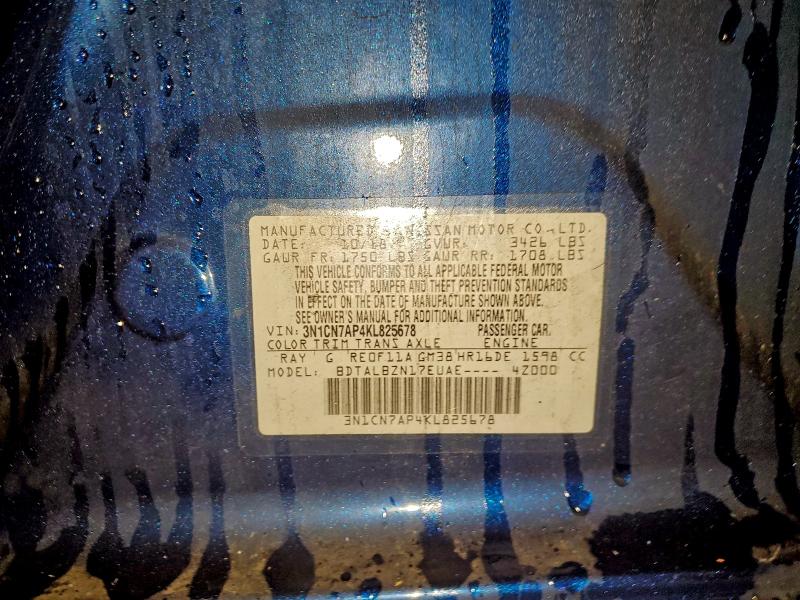 MANUFACTURED BY NISSAN MOTOR CO.,LTD.
DATE: 10/18 GVWR: 3426 LBS
GAWR FR: 1750 LBS GAWR RR: 1708 LBS
THIS VEHICLE CONFORMS TO ALL APPLICABLE FEDERAL MOTOR
VEHICLE SAFETY, BUMPER AND THEFT PREVENTION STANDARDS
IN EFFECT ON THE DATE OF MANUFACTURE SHOWN ABOVE.
SEE OWNER'S MANUAL FOR ADDITIONAL INFORMATION.
VIN: 3N1CN7AP4KL825678 PASSENGER CAR.
COLOR TRIM TRANS AXLE ENGINE
RAY G RE0F11A GM38 HR16DE 1598 CC
MODEL: BDTALBZN17EUAE---- 4Z000
3N1CN7AP4KL825678